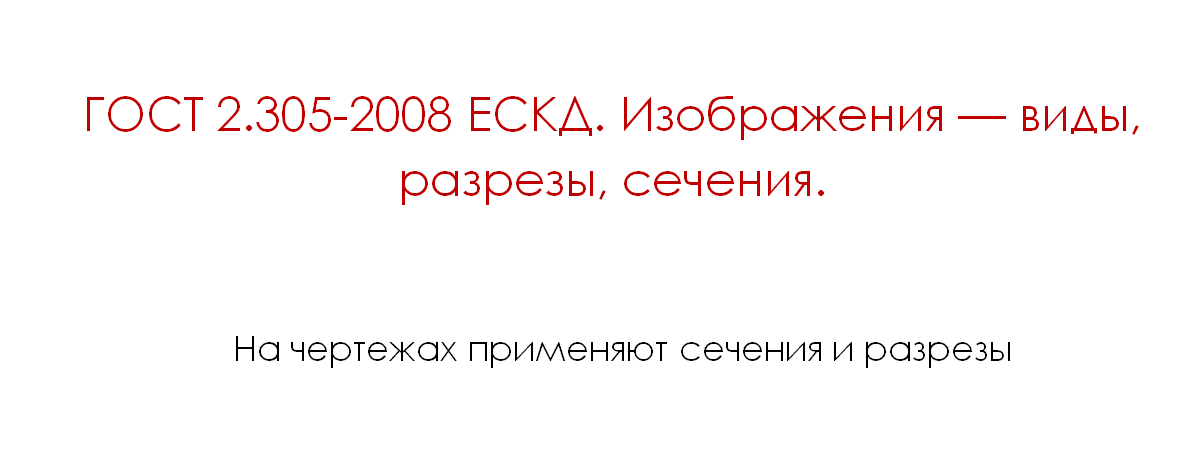 ГОСТ 2.305-2008 ЕСКД. Изображения — виды,
разрезы, сечения.
На чертежах применяют сечения и разрезы